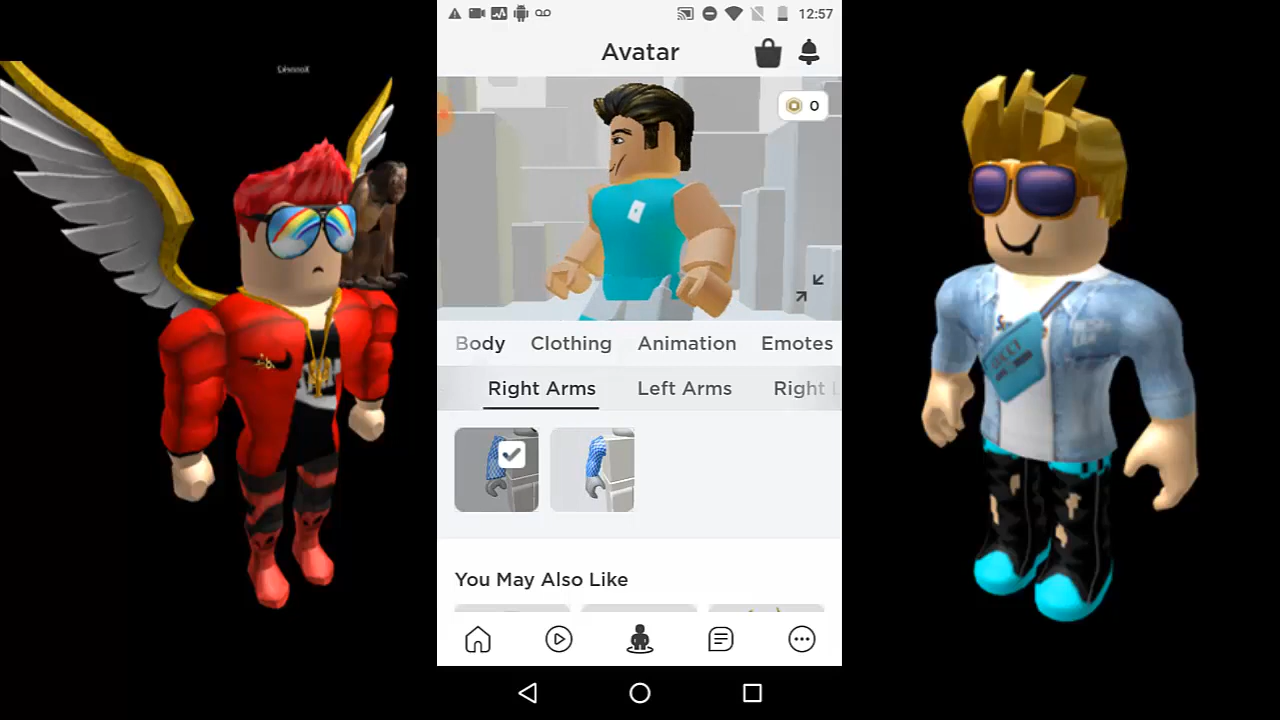 12:57
Avatar
0
Body Clothing Animation Emotes
Right Arms Left Arms Right
You May Also Like